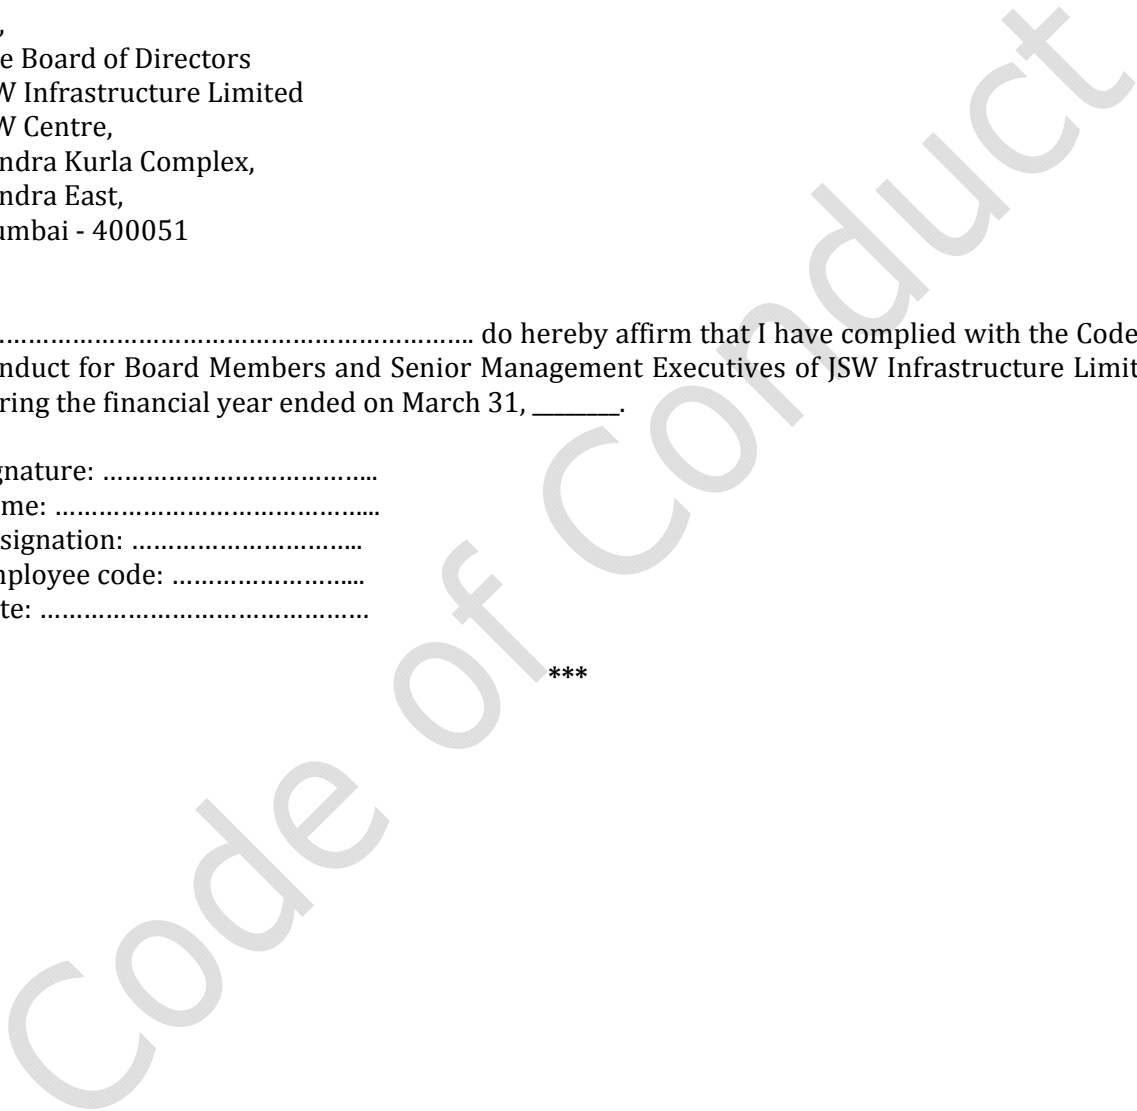 ,
e Board of Directors
W Infrastructure Limited
W Centre,
ndra Kurla Complex,
ndra East,
umbai - 400051
…………………………………………………………. do hereby affirm that I have complied with the Code
nduct for Board Members and Senior Management Executives of JSW Infrastructure Limit
ring the financial year ended on March 31, ________.
gnature: ………………………………..
me: ……………………………………...
signation: …………………………..
mployee code: ……………………...
te: ………………………………………
***
Code of Conduct